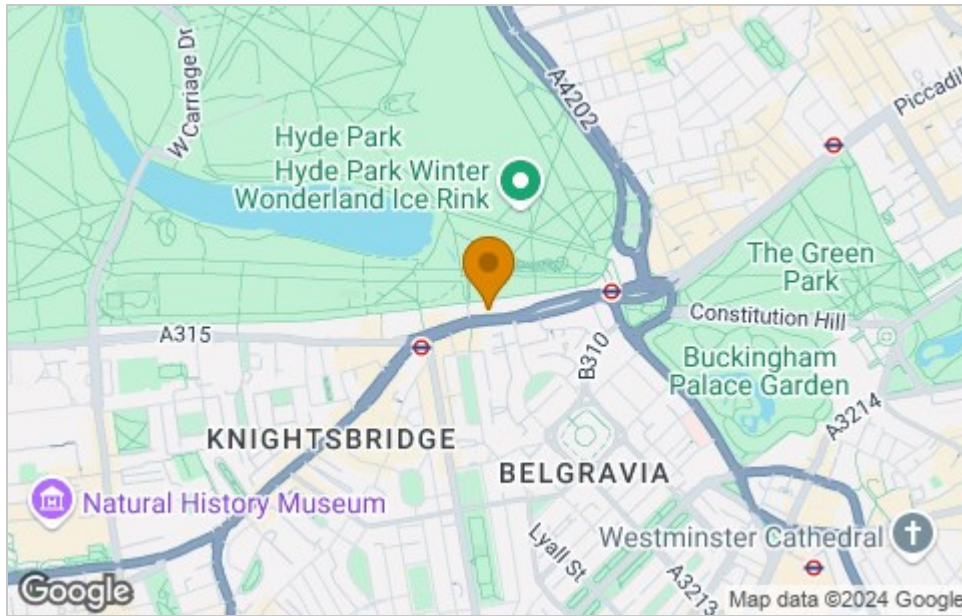 A4202
Piccadil
W Carriage Dr
Hyde Park
Hyde Park Winter
Wonderland Ice Rink
The Green
Park
A315
Constitution Hill
B310
Buckingham
Palace Garden
A3214
KNIGHTSBRIDGE
BELGRAVIA
Natural History Museum
Lyall St
Westminster Cathedral
A3213
Google
Map data ©2024 Google